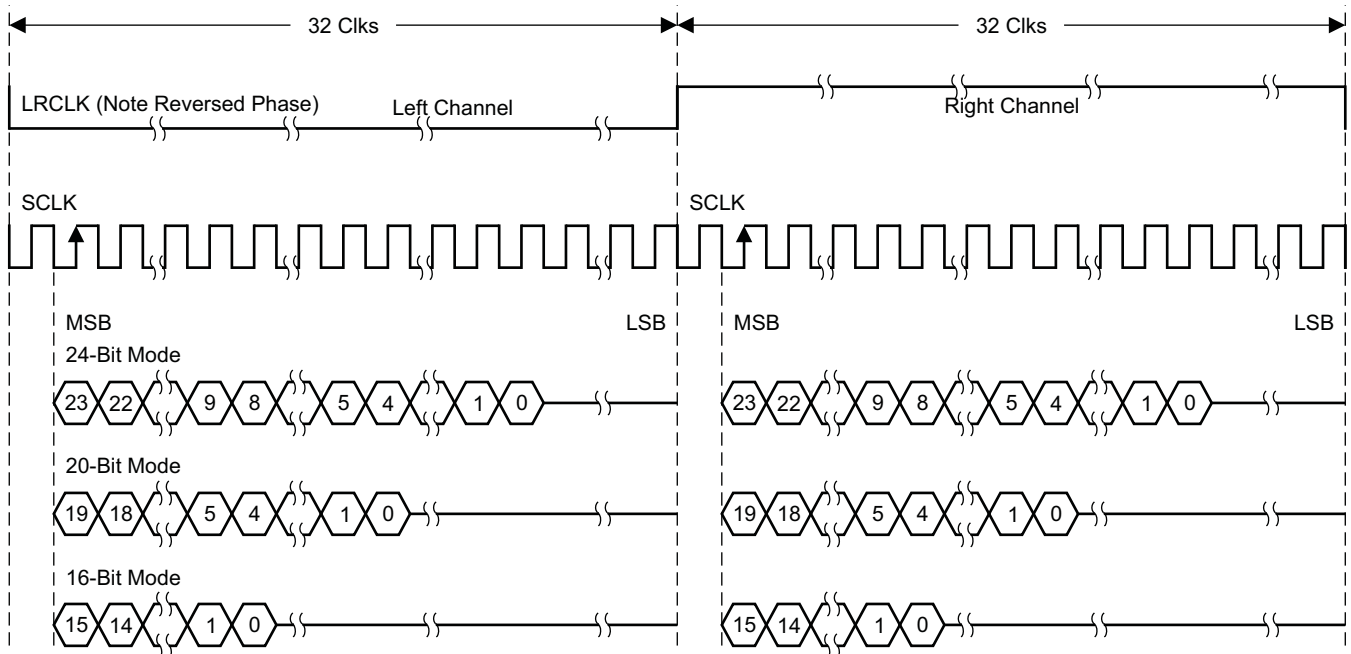 32 Clks 32 Clks
LRCLK (Note Reversed Phase) Left Channel Right Channel
SCLK SCLK
MSB LSB MSB LSB
24-Bit Mode
23 22 9 8 5 4 1 0 23 22 9 8 5 4 1 0
20-Bit Mode
19 18 5 4 1 0 19 18 5 4 1 0
16-Bit Mode
15 14 1 0 15 14 1 0